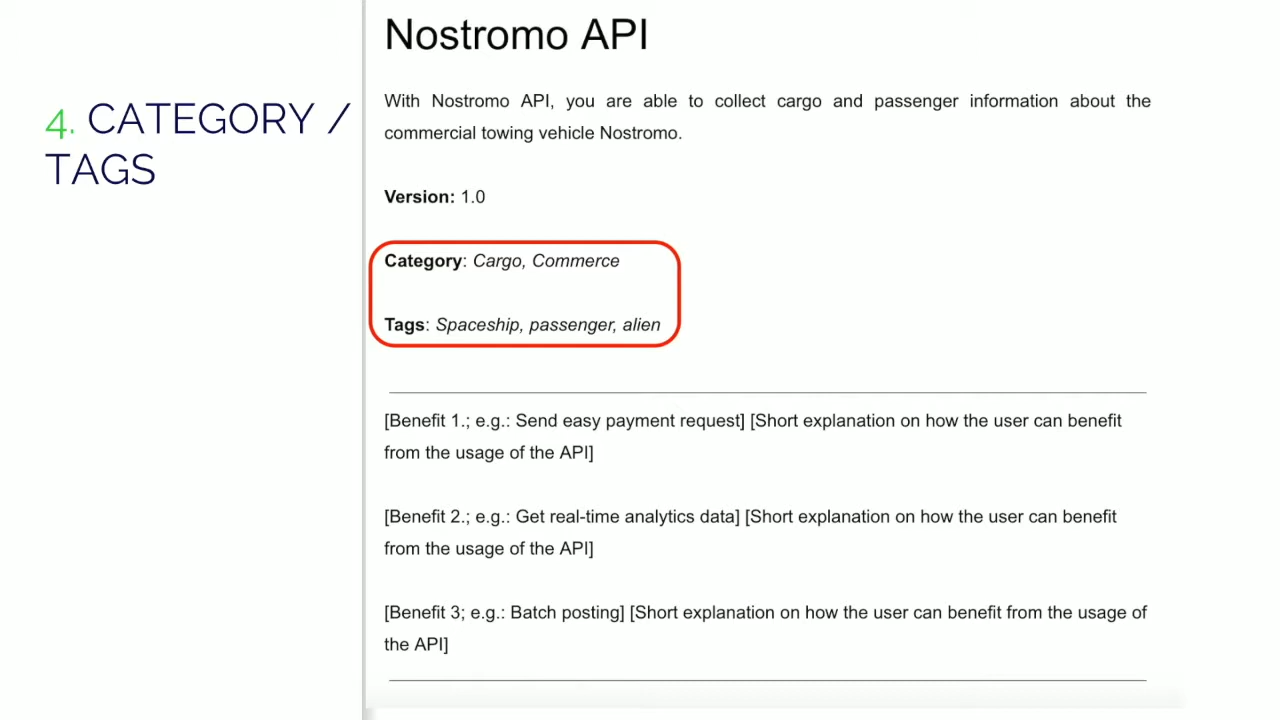 4. CATEGORY /
TAGS
Nostromo API
With Nostromo API, you are able to collect cargo and passenger information about the
commercial towing vehicle Nostromo.
Version: 1.0
Category: Cargo, Commerce
Tags: Spaceship, passenger, alien
[Benefit 1.; e.g.: Send easy payment request] [Short explanation on how the user can benefit
from the usage of the API]
[Benefit 2.; e.g.: Get real-time analytics data] [Short explanation on how the user can benefit
from the usage of the API]
[Benefit 3; e.g.: Batch posting] [Short explanation on how the user can benefit from the usage of
the API]